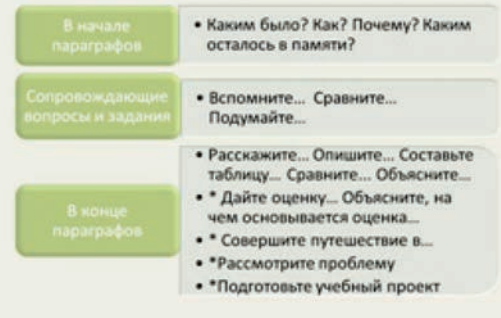 В начале
параграфов
• Каким было? Как? Почему? Каким
осталось в памяти?
Сопровождающие
вопросы и задания
• Вспомните... Сравните...
Подумайте...
В конце
параграфов
• Расскажите... Опишите... Составьте
таблицу... Сравните... Объясните...
• * Дайте оценку... Объясните, на
чем основывается оценка...
• * Совершите путешествие в...
• *Рассмотрите проблему
• *Подготовьте учебный проект